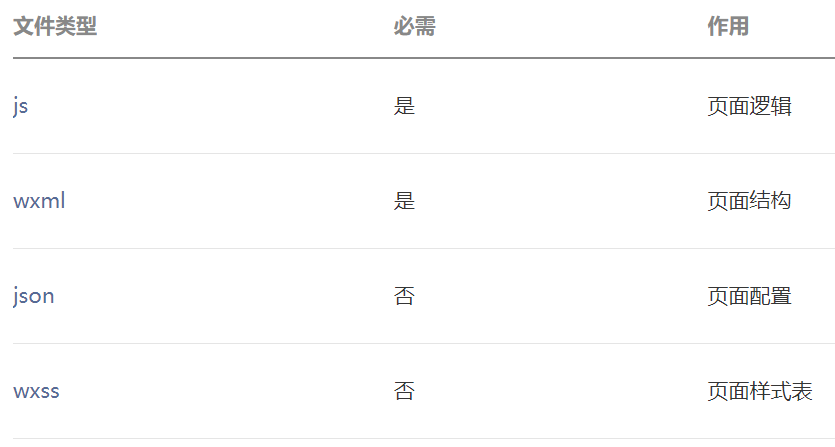 文件类型 必需 作用
js 是 页面逻辑
wxml 是 页面结构
json 否 页面配置
wxss 否 页面样式表